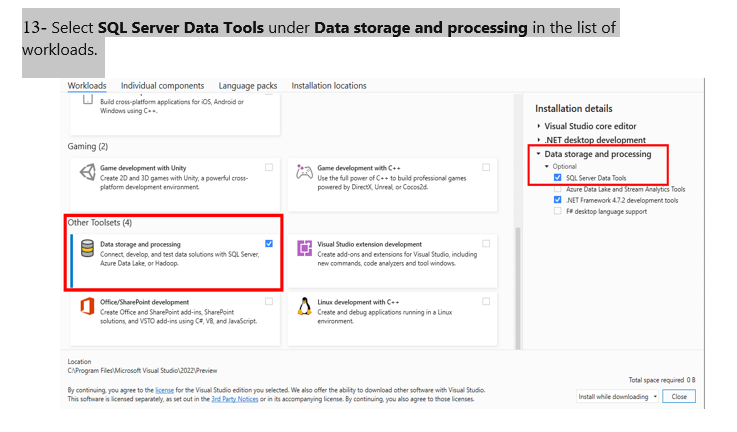 13- Select SQL Server Data Tools under Data storage and processing in the list of
workloads.
Workloads Individual components Language packs Installation locations
Build cross-platform applications for iOS, Android or
Windows using C++.
Gaming (2)
Game development with Unity
Create 2D and 3D games with Unity, a powerful cross-
platform development environment.
Game development with C++
Use the full power of C++ to build professional games
powered by DirectX, Unreal, or Cocos2d.
Other Toolsets (4)
Data storage and processing
Connect, develop, and test data solutions with SQL Server,
Azure Data Lake, or Hadoop.
Visual Studio extension development
Create add-ons and extensions for Visual Studio, including
new commands, code analyzers and tool windows.
Office/SharePoint development
Create Office and SharePoint add-ins, SharePoint
solutions, and VSTO add-ins using C#, VB, and JavaScript.
Linux development with C++
Create and debug applications running in a Linux
environment.
Installation details
Visual Studio core editor
.NET desktop development
Data storage and processing
Optional
SQL Server Data Tools
Azure Data Lake and Stream Analytics Tools
.NET Framework 4.7.2 development tools
F# desktop language support
Location
C:\Program Files\Microsoft Visual Studio\2022\Preview
By continuing, you agree to the license for the Visual Studio edition you selected. We also offer the ability to download other software with Visual Studio.
This software is licensed separately, as set out in the 3rd Party Notices or in its accompanying license. By continuing, you also agree to those licenses.
Total space required 0 B
Install while downloading Close